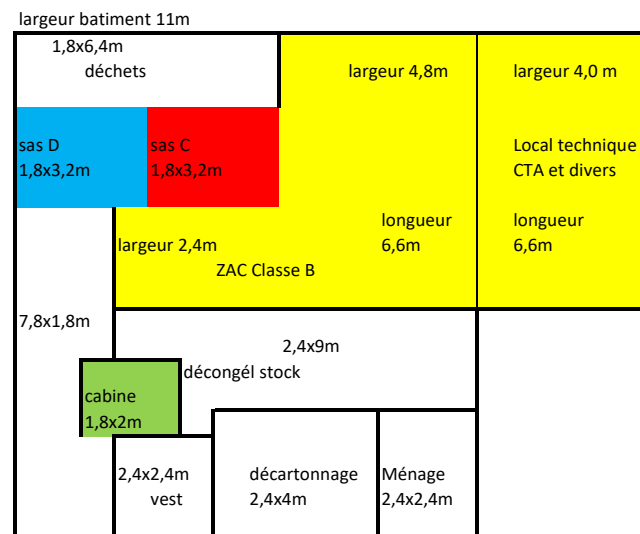 largeur batiment 11m
1,8x6,4m
déchets
largeur 4,8m
largeur 4,0 m
sas D
1,8x3,2m
sas C
1,8x3,2m
Local technique
CTA et divers
largeur 2,4m
ZAC Classe B
longueur
6,6m
longueur
6,6m
7,8x1,8m
2,4x9m
décongél stock
cabine
1,8x2m
2,4x2,4m
vest
décartonnage
2,4x4m
Ménage
2,4x2,4m